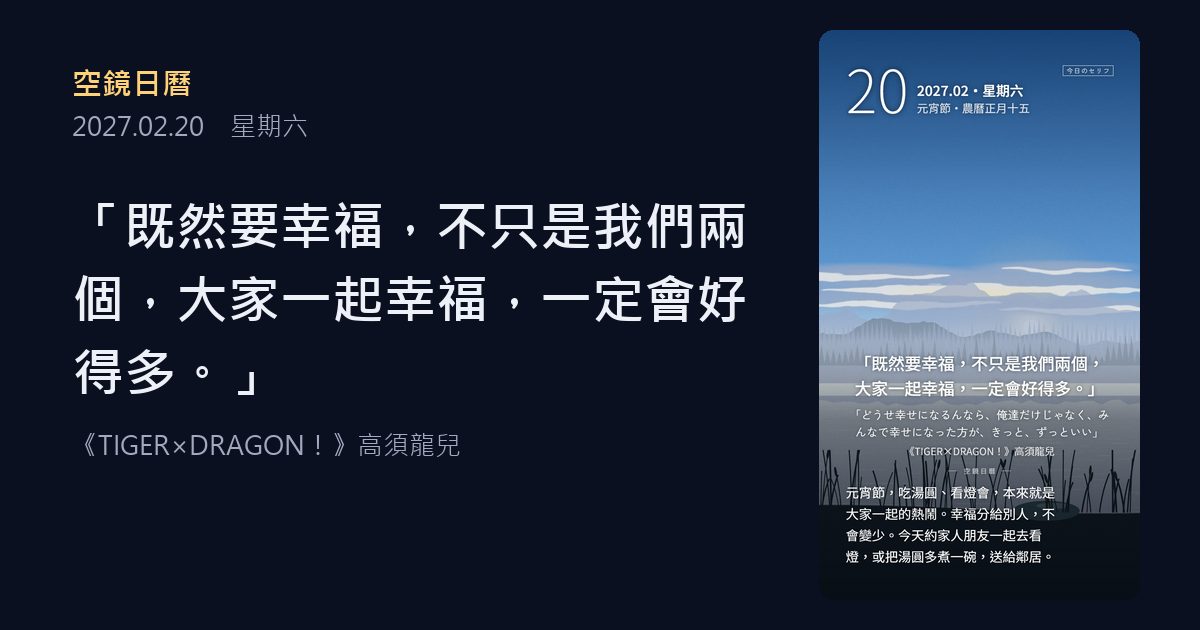 空鏡日曆
2027.02.20　星期六
「既然要幸福，不只是我們兩
個，大家一起幸福，一定會好
得多。」
《TIGER×DRAGON！》高須龍兒
今日のセリフ
20
2027.02・星期六
元宵節・農曆正月十五
「既然要幸福，不只是我們兩個，
大家一起幸福，一定會好得多。」
「どうせ幸せになるんなら、俺達だけじゃなく、み
んなで幸せになった方が、きっと、ずっといい」
《TIGER×DRAGON！》高須龍兒
— 空鏡日曆 —
元宵節，吃湯圓、看燈會，本來就是
大家一起的熱鬧。幸福分給別人，不
會變少。今天約家人朋友一起去看
燈，或把湯圓多煮一碗，送給鄰居。